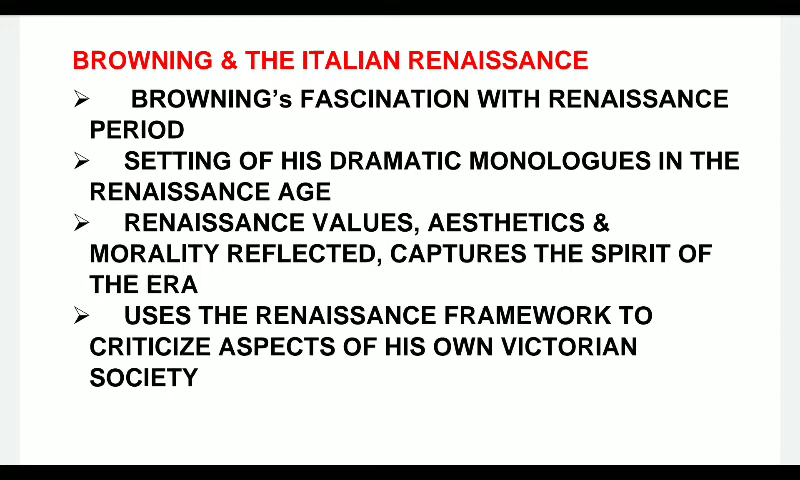 BROWNING & THE ITALIAN RENAISSANCE
➢ BROWNING's FASCINATION WITH RENAISSANCE
PERIOD
➢ SETTING OF HIS DRAMATIC MONOLOGUES IN THE
RENAISSANCE AGE
➢ RENAISSANCE VALUES, AESTHETICS &
MORALITY REFLECTED, CAPTURES THE SPIRIT OF
THE ERA
➢ USES THE RENAISSANCE FRAMEWORK TO
CRITICIZE ASPECTS OF HIS OWN VICTORIAN
SOCIETY